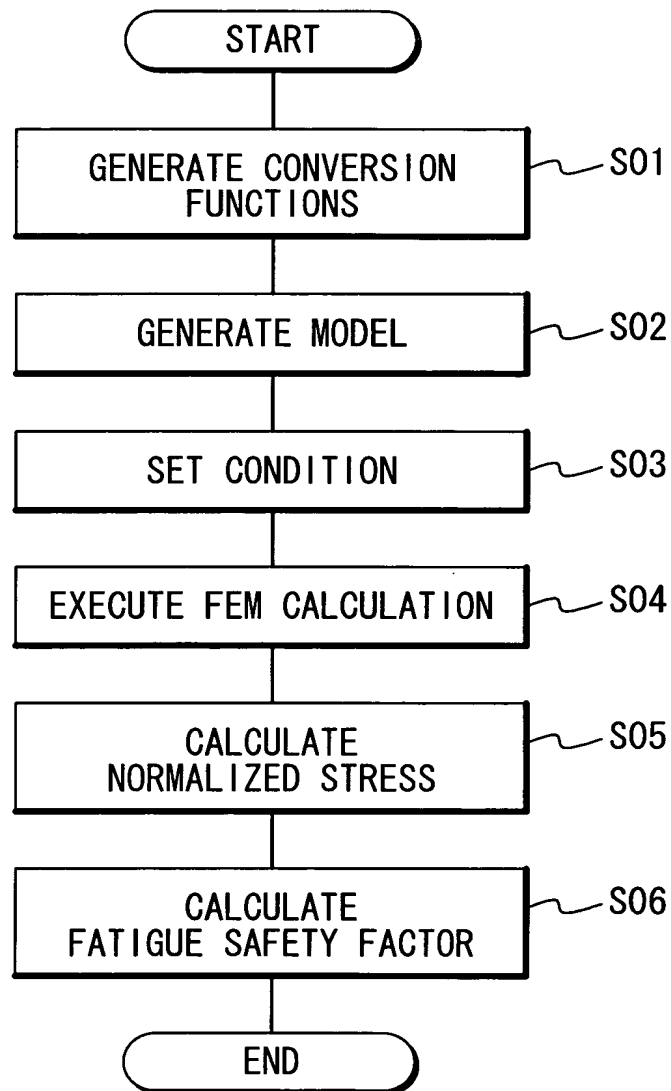 START
GENERATE CONVERSION
FUNCTIONS
S01
GENERATE MODEL
S02
SET CONDITION
S03
EXECUTE FEM CALCULATION
S04
CALCULATE
NORMALIZED STRESS
S05
CALCULATE
FATIGUE SAFETY FACTOR
S06
END